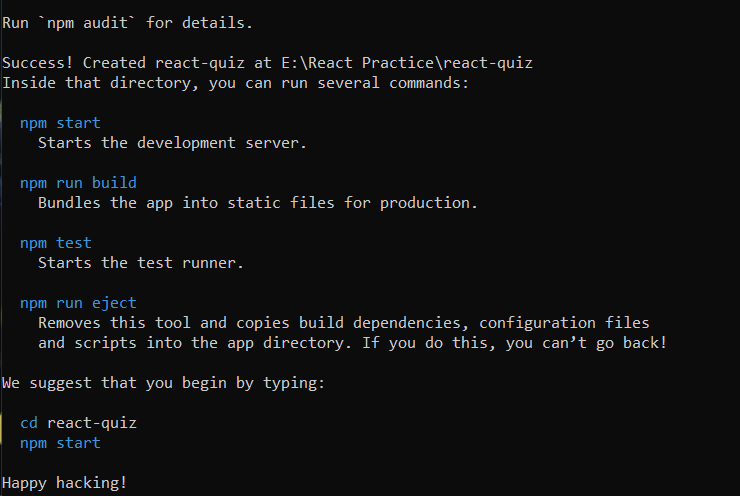 Run `npm audit` for details.
Success! Created react-quiz at E:\React Practice\react-quiz
Inside that directory, you can run several commands:
npm start
Starts the development server.
npm run build
Bundles the app into static files for production.
npm test
Starts the test runner.
npm run eject
Removes this tool and copies build dependencies, configuration files
and scripts into the app directory. If you do this, you can’t go back!
We suggest that you begin by typing:
cd react-quiz
npm start
Happy hacking!